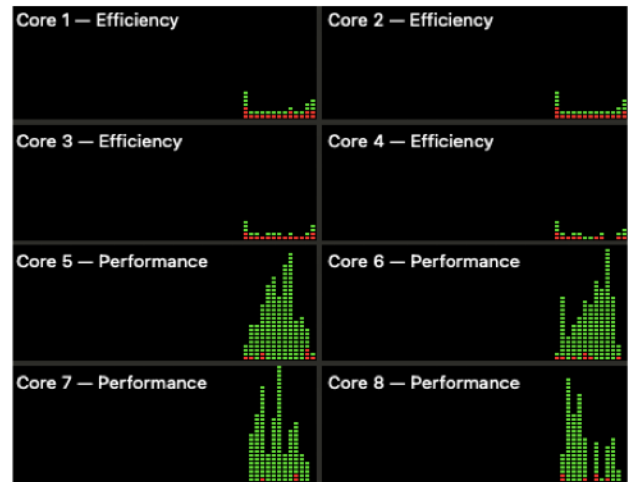 Core 1 — Efficiency
Core 2 — Efficiency
Core 3 — Efficiency
Core 4 — Efficiency
Core 5 — Performance
Core 6 — Performance
Core 7 — Performance
Core 8 — Performance